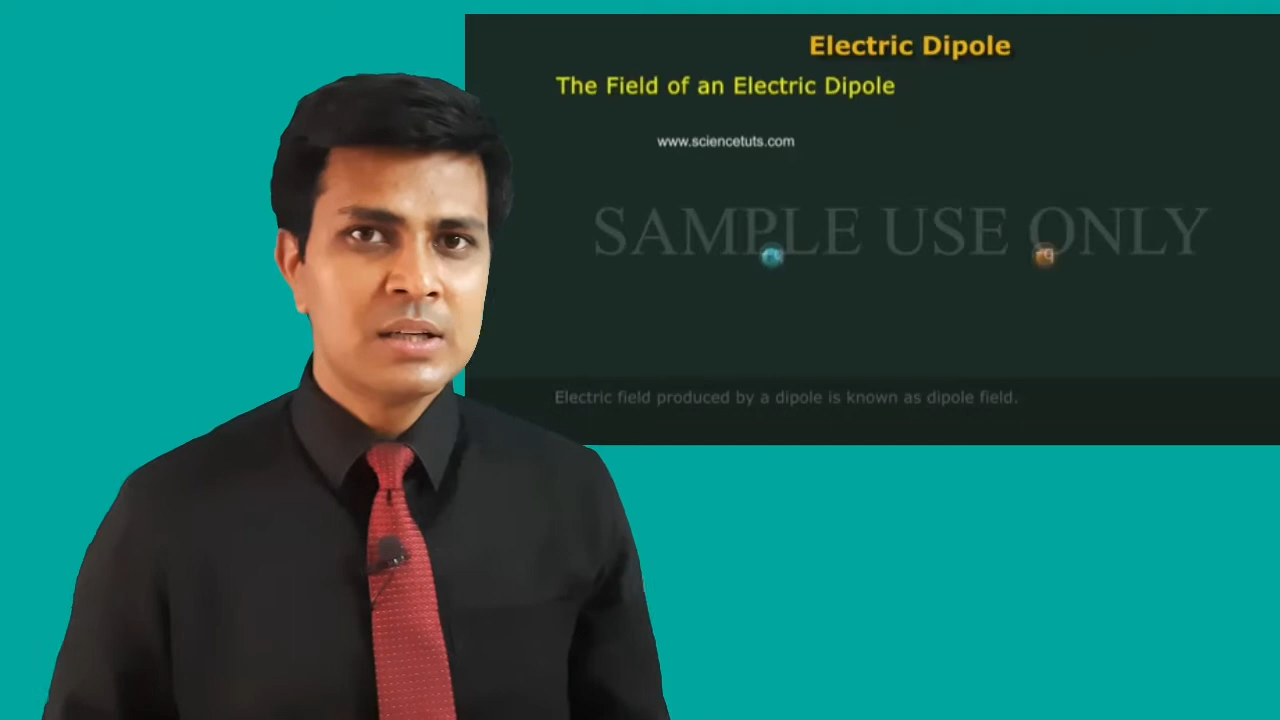 Electric Dipole
The Field of an Electric Dipole
www.sciencetuts.com
SAMPLE USE ONLY
Electric field produced by a dipole is known as dipole field.